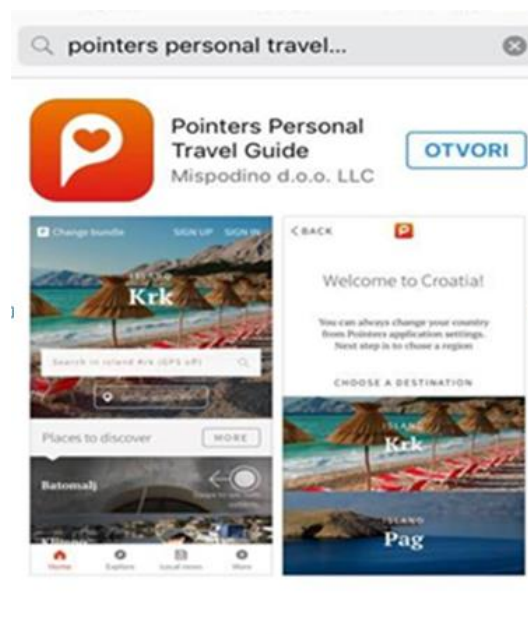 pointers personal travel...
Pointers Personal
Travel Guide
Mispodino d.o.o. LLC
OTVORI
Change bundle
SIGN UP
SIGN IN
ISLAND
Krk
Search in island Krk (GPS off)
Places to discover
MORE
Batomalj
Home
Explore
Local news
More
BACK
Welcome to Croatia!
You can always change your country
from Pointers application settings.
Next step is to chose a region
CHOOSE A DESTINATION
ISLAND
Krk
ISLAND
Pag